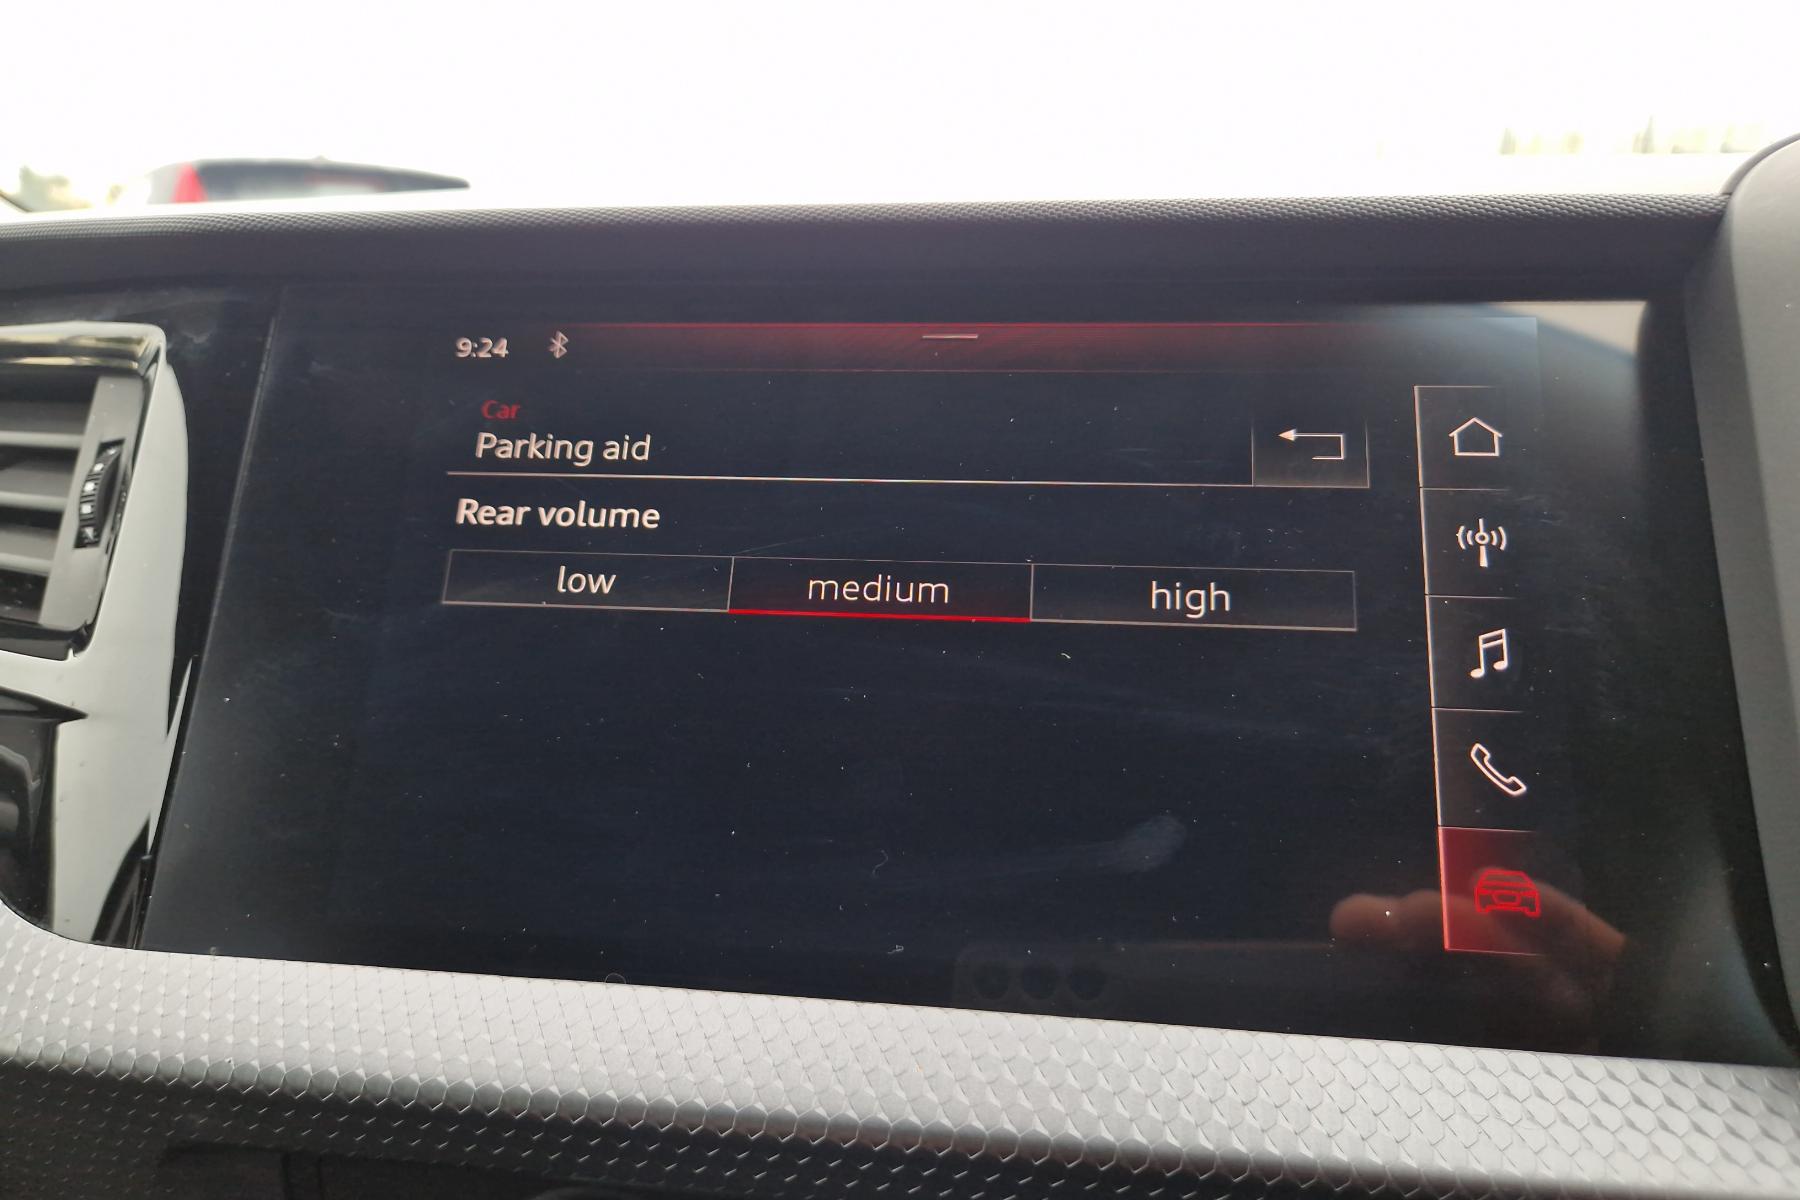 9:24
Car
Parking aid
Rear volume
low medium high